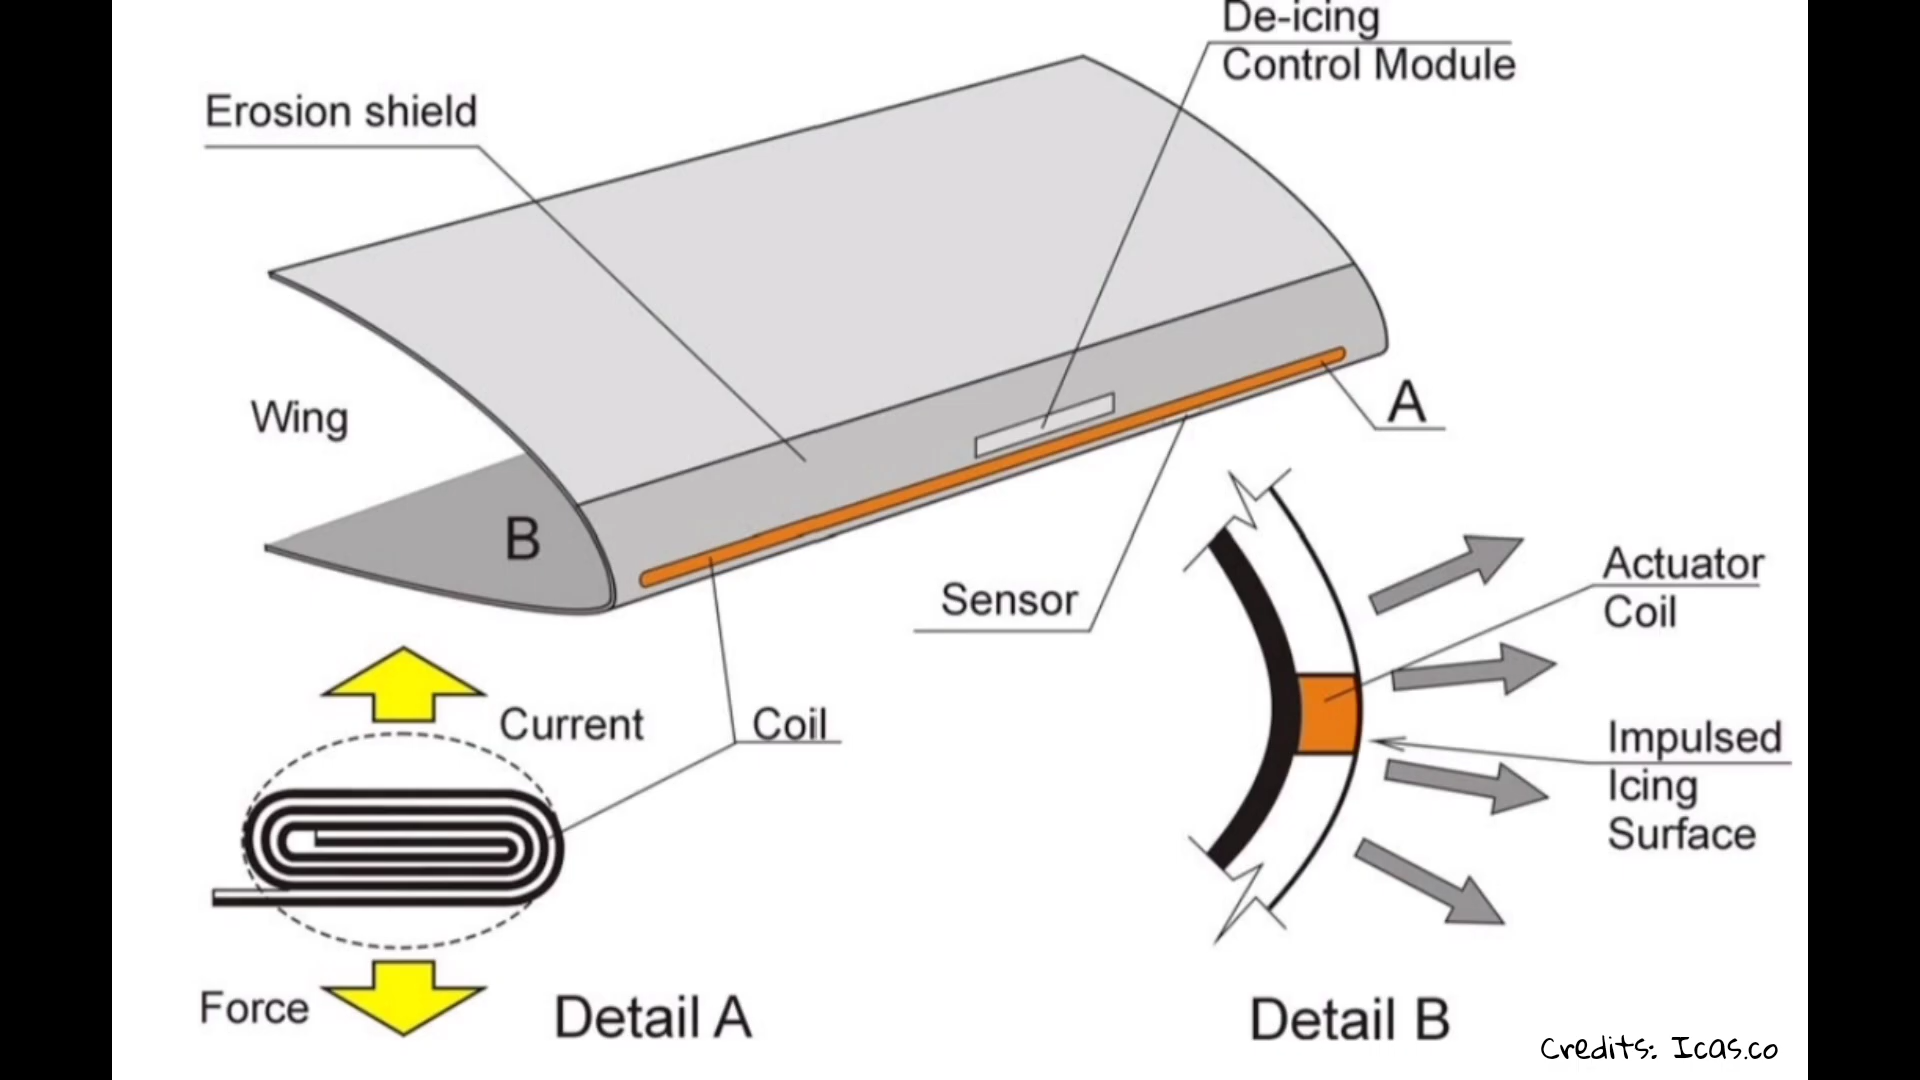 De-icing
Control Module
Erosion shield
Wing
A
B
Sensor
Actuator
Coil
Current
Coil
Impulsed
Icing
Surface
Force
Detail A
Detail B
Credits: Icas.co